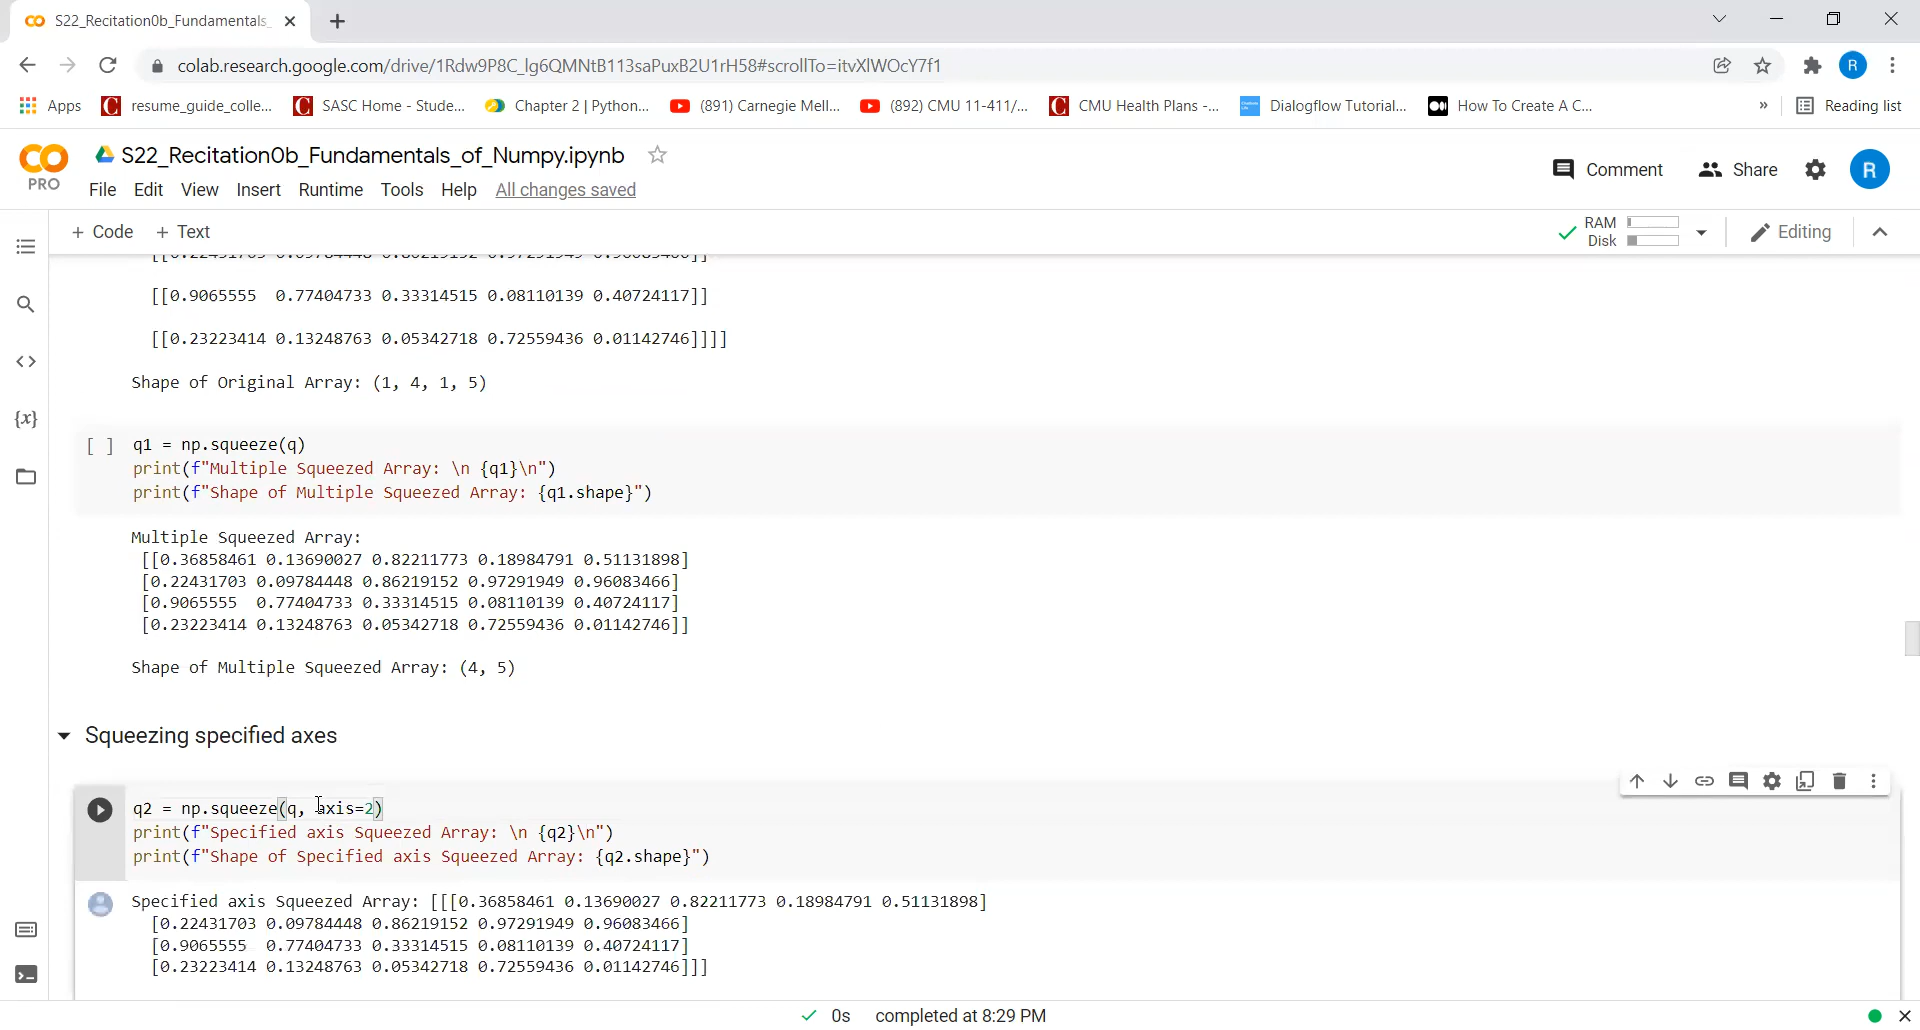 S22_Recitation0b_Fundamentals_
colab.research.google.com/drive/1Rdw9P8C_lg6QMNtB113saPuxB2U1rH58#scrollTo=itvXlWOcY7f1
R
Apps
resume_guide_colle...
SASC Home - Stude...
Chapter 2 | Python...
(891) Carnegie Mell...
(892) CMU 11-411/...
CMU Health Plans -...
Dialogflow Tutorial...
How To Create A C...
»
Reading list
PRO
S22_Recitation0b_Fundamentals_of_Numpy.ipynb
File Edit View Insert Runtime Tools Help All changes saved
Comment
Share
R
+ Code + Text
RAM
Disk
Editing
[[0.22431703 0.09784448 0.86219152 0.97291949 0.96083466]]
[[0.9065555  0.77404733 0.33314515 0.08110139 0.40724117]]
[[0.23223414 0.13248763 0.05342718 0.72559436 0.01142746]]]]
Shape of Original Array: (1, 4, 1, 5)
[ ] q1 = np.squeeze(q)
print(f"Multiple Squeezed Array: \n {q1}\n")
print(f"Shape of Multiple Squeezed Array: {q1.shape}")
Multiple Squeezed Array:
[[0.36858461 0.13690027 0.82211773 0.18984791 0.51131898]
[0.22431703 0.09784448 0.86219152 0.97291949 0.96083466]
[0.9065555  0.77404733 0.33314515 0.08110139 0.40724117]
[0.23223414 0.13248763 0.05342718 0.72559436 0.01142746]]
Shape of Multiple Squeezed Array: (4, 5)
Squeezing specified axes
q2 = np.squeeze(q, axis=2)
print(f"Specified axis Squeezed Array: \n {q2}\n")
print(f"Shape of Specified axis Squeezed Array: {q2.shape}")
Specified axis Squeezed Array: [[[0.36858461 0.13690027 0.82211773 0.18984791 0.51131898]
[0.22431703 0.09784448 0.86219152 0.97291949 0.96083466]
[0.9065555  0.77404733 0.33314515 0.08110139 0.40724117]
[0.23223414 0.13248763 0.05342718 0.72559436 0.01142746]]]
0s completed at 8:29 PM